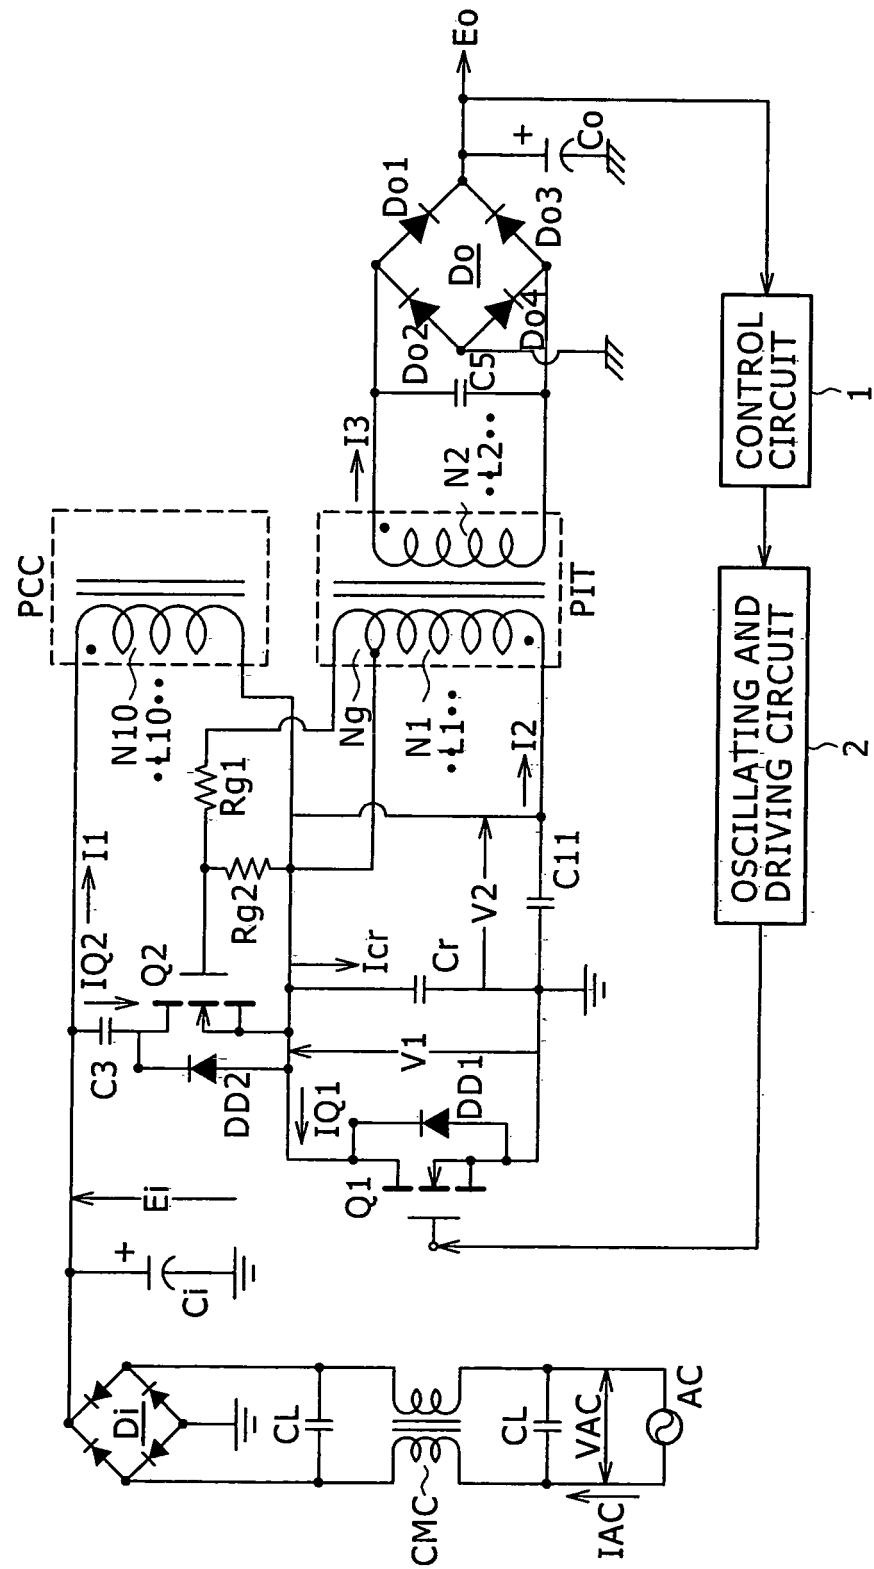 AC
IAC
VAC
CL
CMC
CL
Di
Ci
+
Ei
Q1
IQ1
DD1
V1
C3
DD2
IQ2
Q2
I1
Rg2
Rg1
Icr
Cr
V2
C11
I2
N10
L10
PCC
Ng
N1
L1
PIT
I3
N2
L2
C5
Do2
Do4
Do
Do1
Do3
+
Co
Eo
CONTROL
CIRCUIT
1
OSCILLATING AND
DRIVING CIRCUIT
2